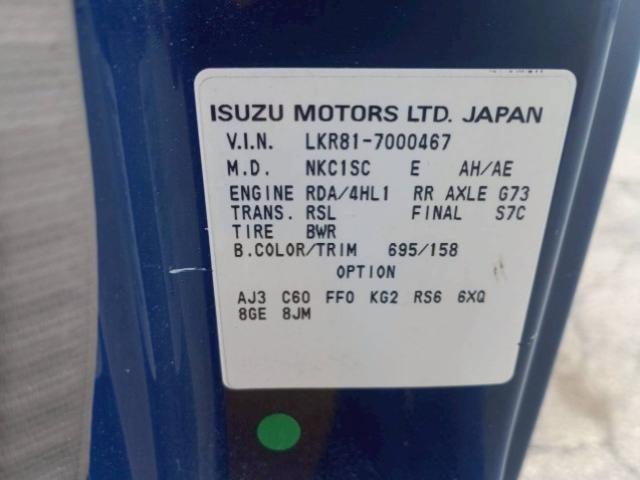 ISUZU MOTORS LTD. JAPAN
V.I.N. LKR81-7000467
M.D. NKC1SC E AH/AE
ENGINE RDA/4HL1 RR AXLE G73
TRANS. RSL FINAL S7C
TIRE BWR
B.COLOR/TRIM 695/158
OPTION
AJ3 C60 FF0 KG2 RS6 6XQ
8GE 8JM